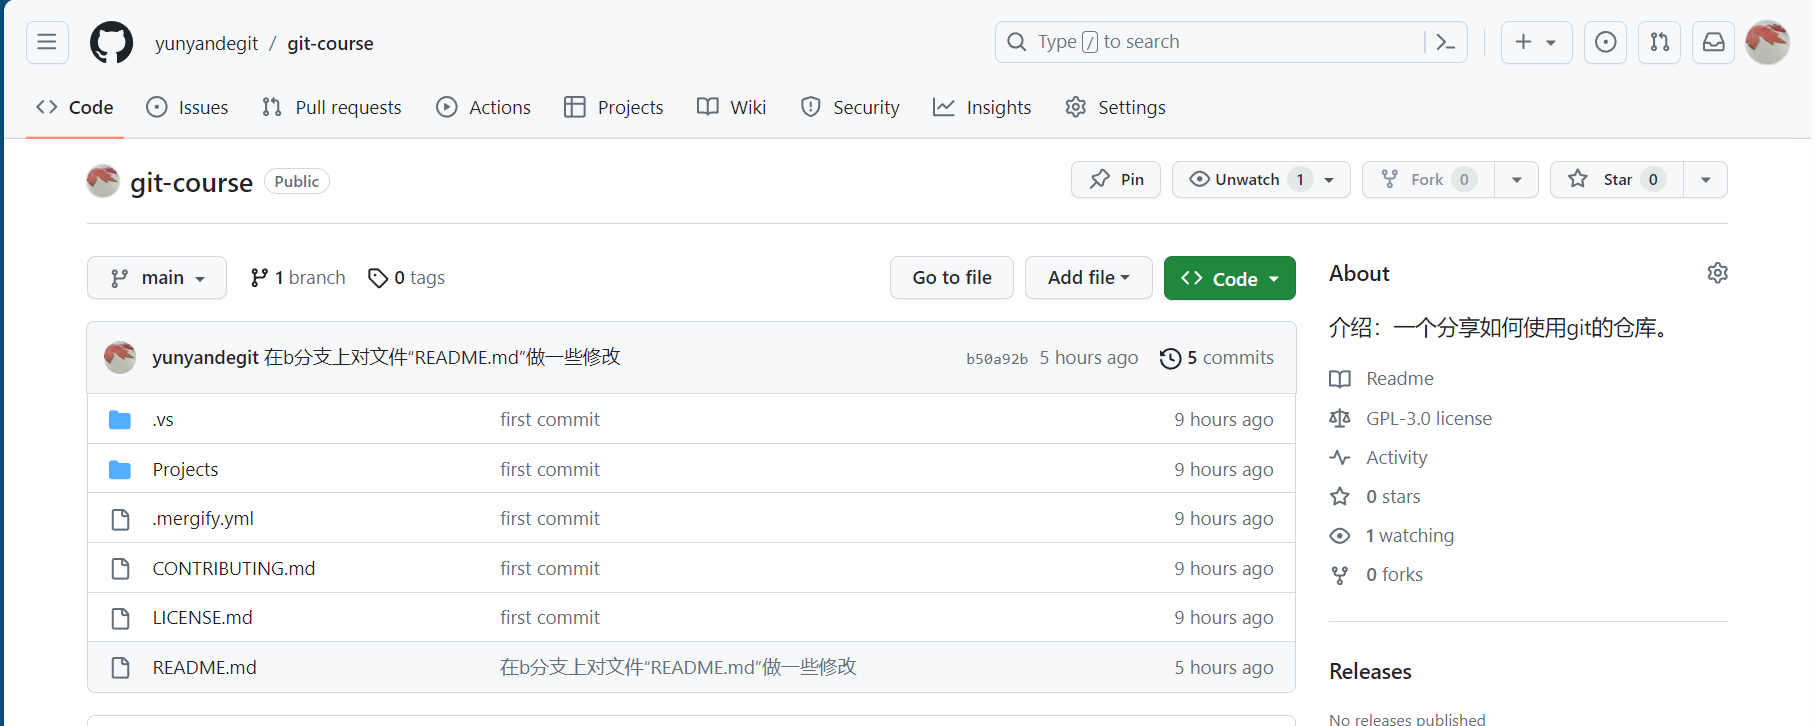 yunyandegit / git-course
Type / to search
Code Issues Pull requests Actions Projects Wiki Security Insights Settings
git-course Public
Pin Unwatch 1 Fork 0 Star 0
main 1 branch 0 tags
Go to file Add file Code
yunyandegit 在b分支上对文件“README.md”做一些修改 b50a92b 5 hours ago 5 commits
.vs first commit 9 hours ago
Projects first commit 9 hours ago
.mergify.yml first commit 9 hours ago
CONTRIBUTING.md first commit 9 hours ago
LICENSE.md first commit 9 hours ago
README.md 在b分支上对文件“README.md”做一些修改 5 hours ago
About
介绍：一个分享如何使用git的仓库。
Readme
GPL-3.0 license
Activity
0 stars
1 watching
0 forks
Releases
No releases published